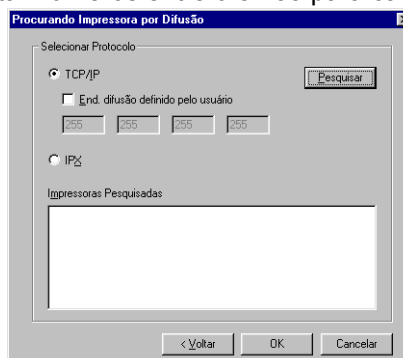 Procurando Impressora por Difusão
Selecionar Protocolo
TCP/IP
Pesquisar
End. difusão definido pelo usuário
255 255 255 255
IPX
Impressoras Pesquisadas
< Voltar OK Cancelar